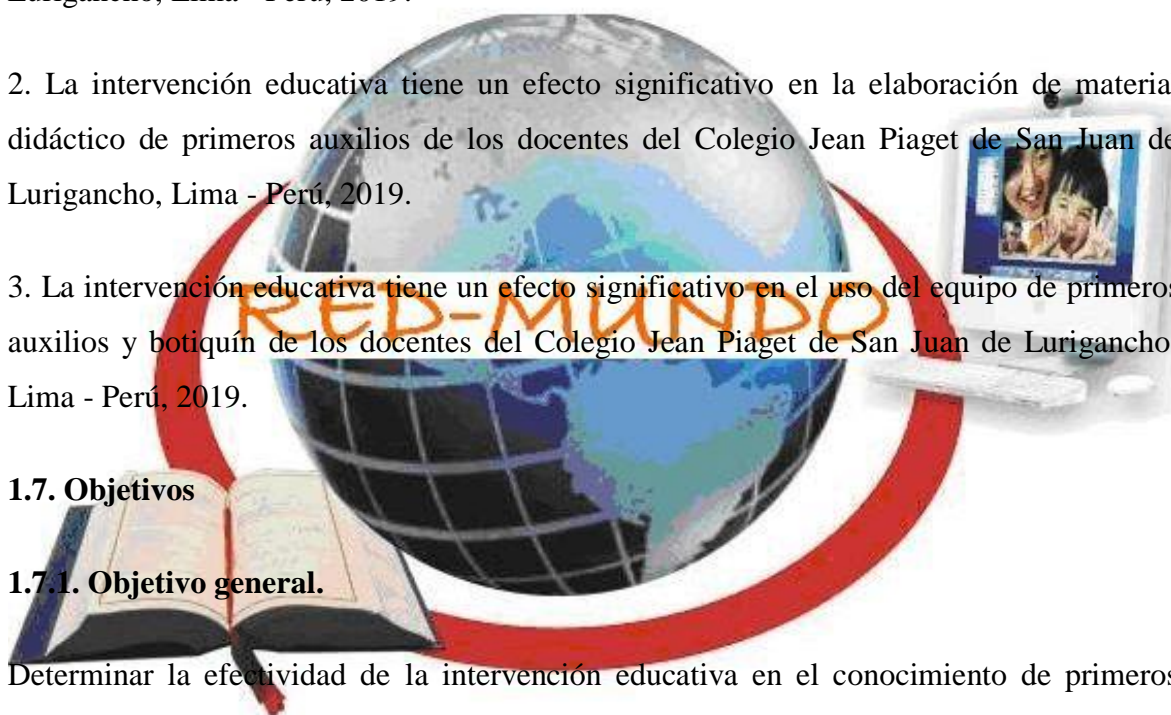 Lurigancho, Lima - Perú, 2019.
2. La intervención educativa tiene un efecto significativo en la elaboración de materia
didáctico de primeros auxilios de los docentes del Colegio Jean Piaget de San Juan de
Lurigancho, Lima - Perú, 2019.
3. La intervención educativa tiene un efecto significativo en el uso del equipo de primeros
RED-MUNDO
auxilios y botiquín de los docentes del Colegio Jean Piaget de San Juan de Lurigancho
Lima - Perú, 2019.
1.7. Objetivos
1.7.1. Objetivo general.
Determinar la efectividad de la intervención educativa en el conocimiento de primeros